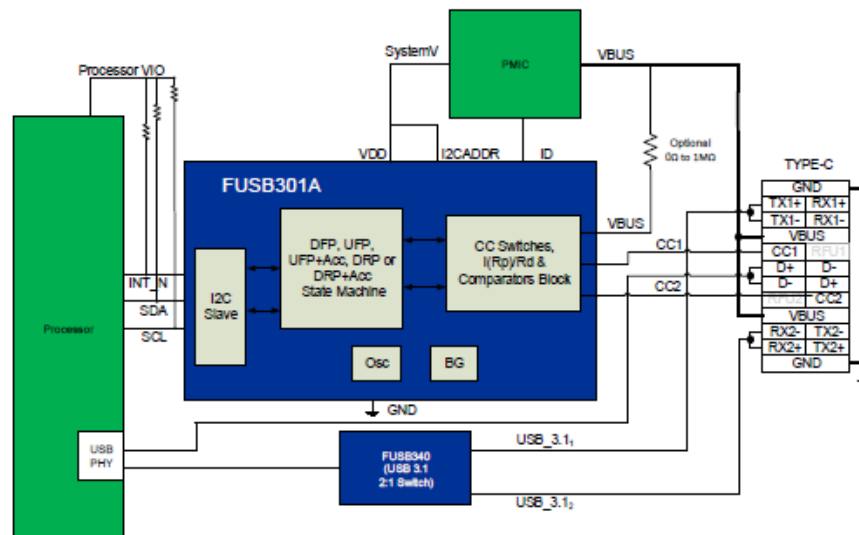 SystemV
PMIC
VBUS
Processor VIO
Optional
0Ω to 1MΩ
TYPE-C
VDD
I2CADDR
ID
FUSB301A
GND
TX1+ RX1+
TX1- RX1-
VBUS
CC1 RFU1
D+ D-
D- D+
RFU2 CC2
VBUS
RX2- TX2-
RX2+ TX2+
GND
VBUS
CC1
CC2
DFP, UFP,
UFP+Acc, DRP or
DRP+Acc
State Machine
CC Switches,
I(Rp)/Rd &
Comparators Block
I2C
Slave
INT_N
SDA
SCL
Processor
Osc
BG
GND
USB
PHY
FUSB340
(USB 3.1
2:1 Switch)
USB_3.1₁
USB_3.1₂